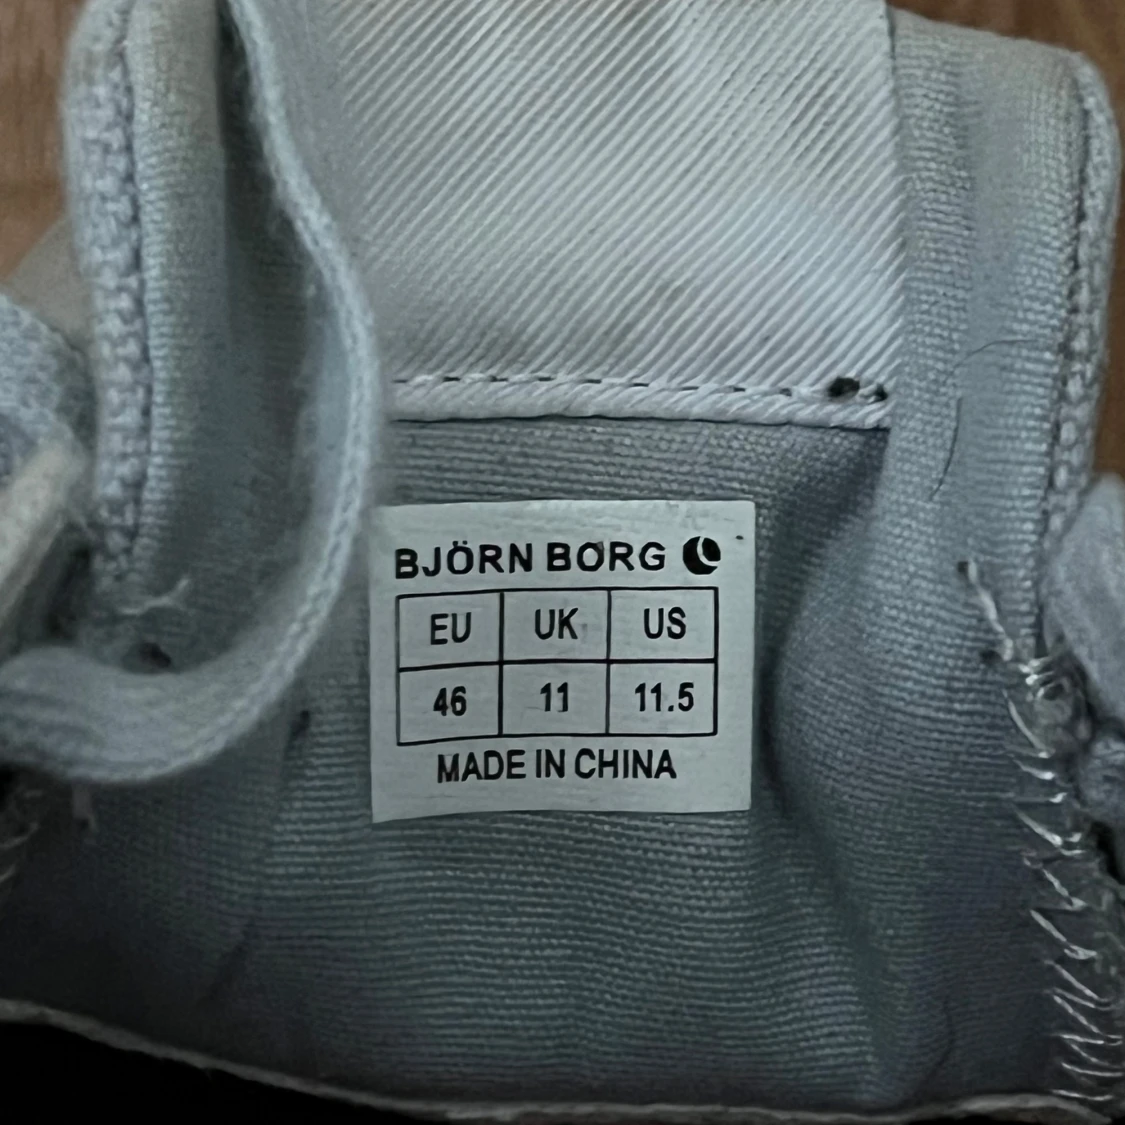 BJÖRN BORG
EU UK US
46 11 11.5
MADE IN CHINA